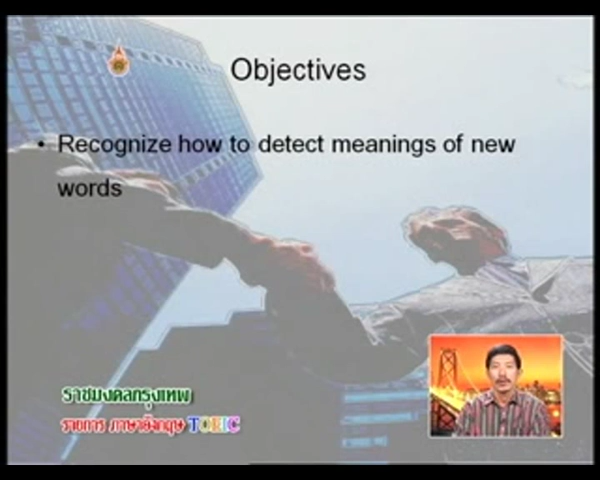 Objectives
• Recognize how to detect meanings of new
words
ราชมงคลกรุงเทพ
รายการ ภาษาอังกฤษ TOEIC